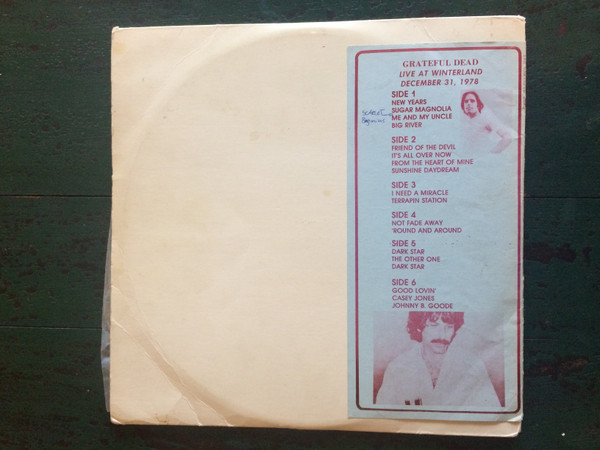 GRATEFUL DEAD
LIVE AT WINTERLAND
DECEMBER 31, 1978
SIDE 1
NEW YEARS
SUGAR MAGNOLIA
ME AND MY UNCLE
BIG RIVER
SCARLET
SIDE 2
FRIEND OF THE DEVIL
IT'S ALL OVER NOW
FROM THE HEART OF MINE
SUNSHINE DAYDREAM
SIDE 3
I NEED A MIRACLE
TERRAPIN STATION
SIDE 4
NOT FADE AWAY
'ROUND AND AROUND
SIDE 5
DARK STAR
THE OTHER ONE
DARK STAR
SIDE 6
GOOD LOVIN'
CASEY JONES
JOHNNY B. GOODE